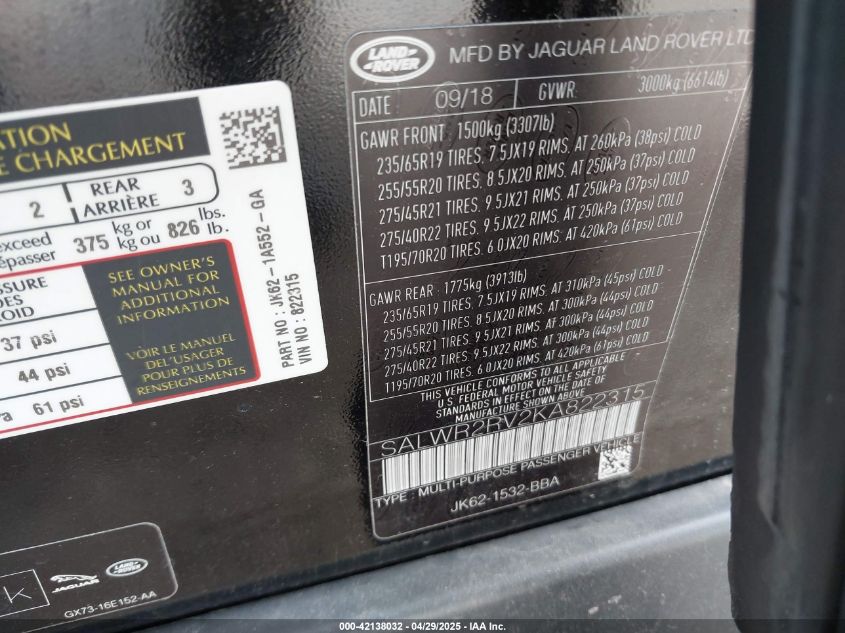 ATION
E CHARGEMENT
2 REAR ARRIÈRE 3
exceed 375 kg or 826 lbs.
épasser kg ou lb.
SSURE
DES
ROID
37 psi
44 psi
61 psi
SEE OWNER'S
MANUAL FOR
ADDITIONAL
INFORMATION
VOIR LE MANUEL
DE L'USAGER
POUR PLUS DE
RENSEIGNEMENTS
PART NO : JK62-1A552-GA
VIN NO : 822315
LAND ROVER
MFD BY JAGUAR LAND ROVER LTD
DATE 09/18 GVWR 3000kg (6614lb)
GAWR FRONT 1500kg (3307lb)
235/65R19 TIRES, 7.5JX19 RIMS, AT 260kPa (38psi) COLD
255/55R20 TIRES, 8.5JX20 RIMS, AT 250kPa (37psi) COLD
275/45R21 TIRES, 9.5JX21 RIMS, AT 250kPa (37psi) COLD
275/40R22 TIRES, 9.5JX22 RIMS, AT 250kPa (37psi) COLD
T195/70R20 TIRES, 6.0JX20 RIMS, AT 420kPa (61psi) COLD
GAWR REAR : 1775kg (3913lb)
235/65R19 TIRES, 7.5JX19 RIMS, AT 310kPa (45psi) COLD
255/55R20 TIRES, 8.5JX20 RIMS, AT 300kPa (44psi) COLD
275/45R21 TIRES, 9.5JX21 RIMS, AT 300kPa (44psi) COLD
275/40R22 TIRES, 9.5JX22 RIMS, AT 300kPa (44psi) COLD
T195/70R20 TIRES, 6.0JX20 RIMS, AT 420kPa (61psi) COLD
THIS VEHICLE CONFORMS TO ALL APPLICABLE
U.S. FEDERAL MOTOR VEHICLE SAFETY
STANDARDS IN EFFECT ON THE DATE OF
MANUFACTURE SHOWN ABOVE
SALWR2RV2KA822315
TYPE : MULTI-PURPOSE PASSENGER VEHICLE
JK62-1532-BBA
k
JAGUAR
LAND ROVER
GX73-16E152-AA
000-42138032 - 04/29/2025 - IAA Inc.